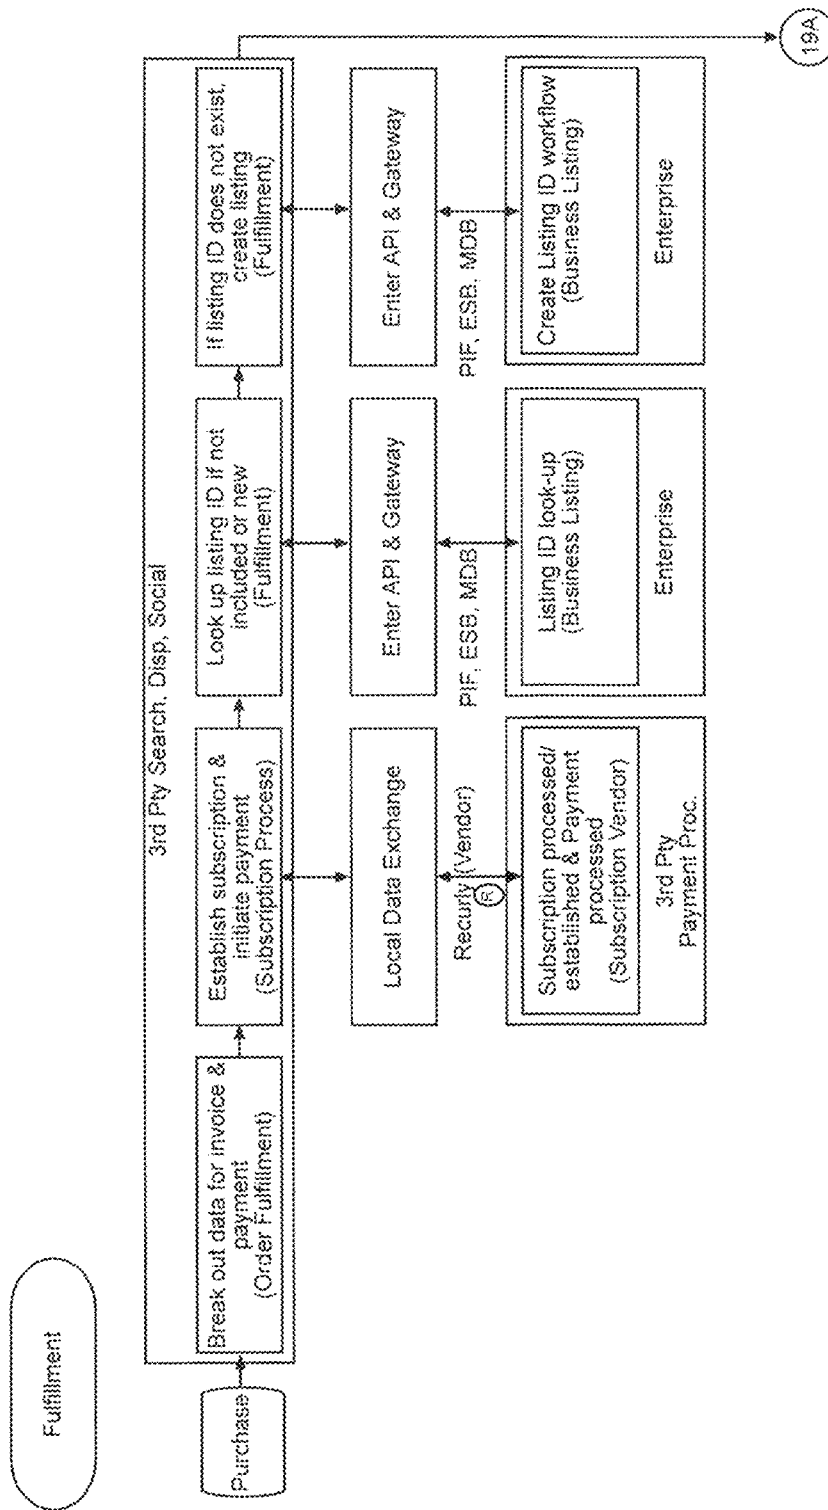 Fulfillment
3rd Pty Search, Disp, Social
Purchase
Break out data for invoice &
payment
(Order Fulfillment)
Establish subscription &
initiate payment
(Subscription Process)
Look up listing ID if not
included or new
(Fulfillment)
If listing ID does not exist,
create listing
(Fulfillment)
Local Data Exchange
Enter API & Gateway
Enter API & Gateway
Recurly (Vendor)
R
PIF, ESB, MDB
PIF, ESB, MDB
Subscription processed/
established & Payment
processed
(Subscription Vendor)
3rd Pty
Payment Proc.
Listing ID look-up
(Business Listing)
Enterprise
Create Listing ID workflow
(Business Listing)
Enterprise
19A